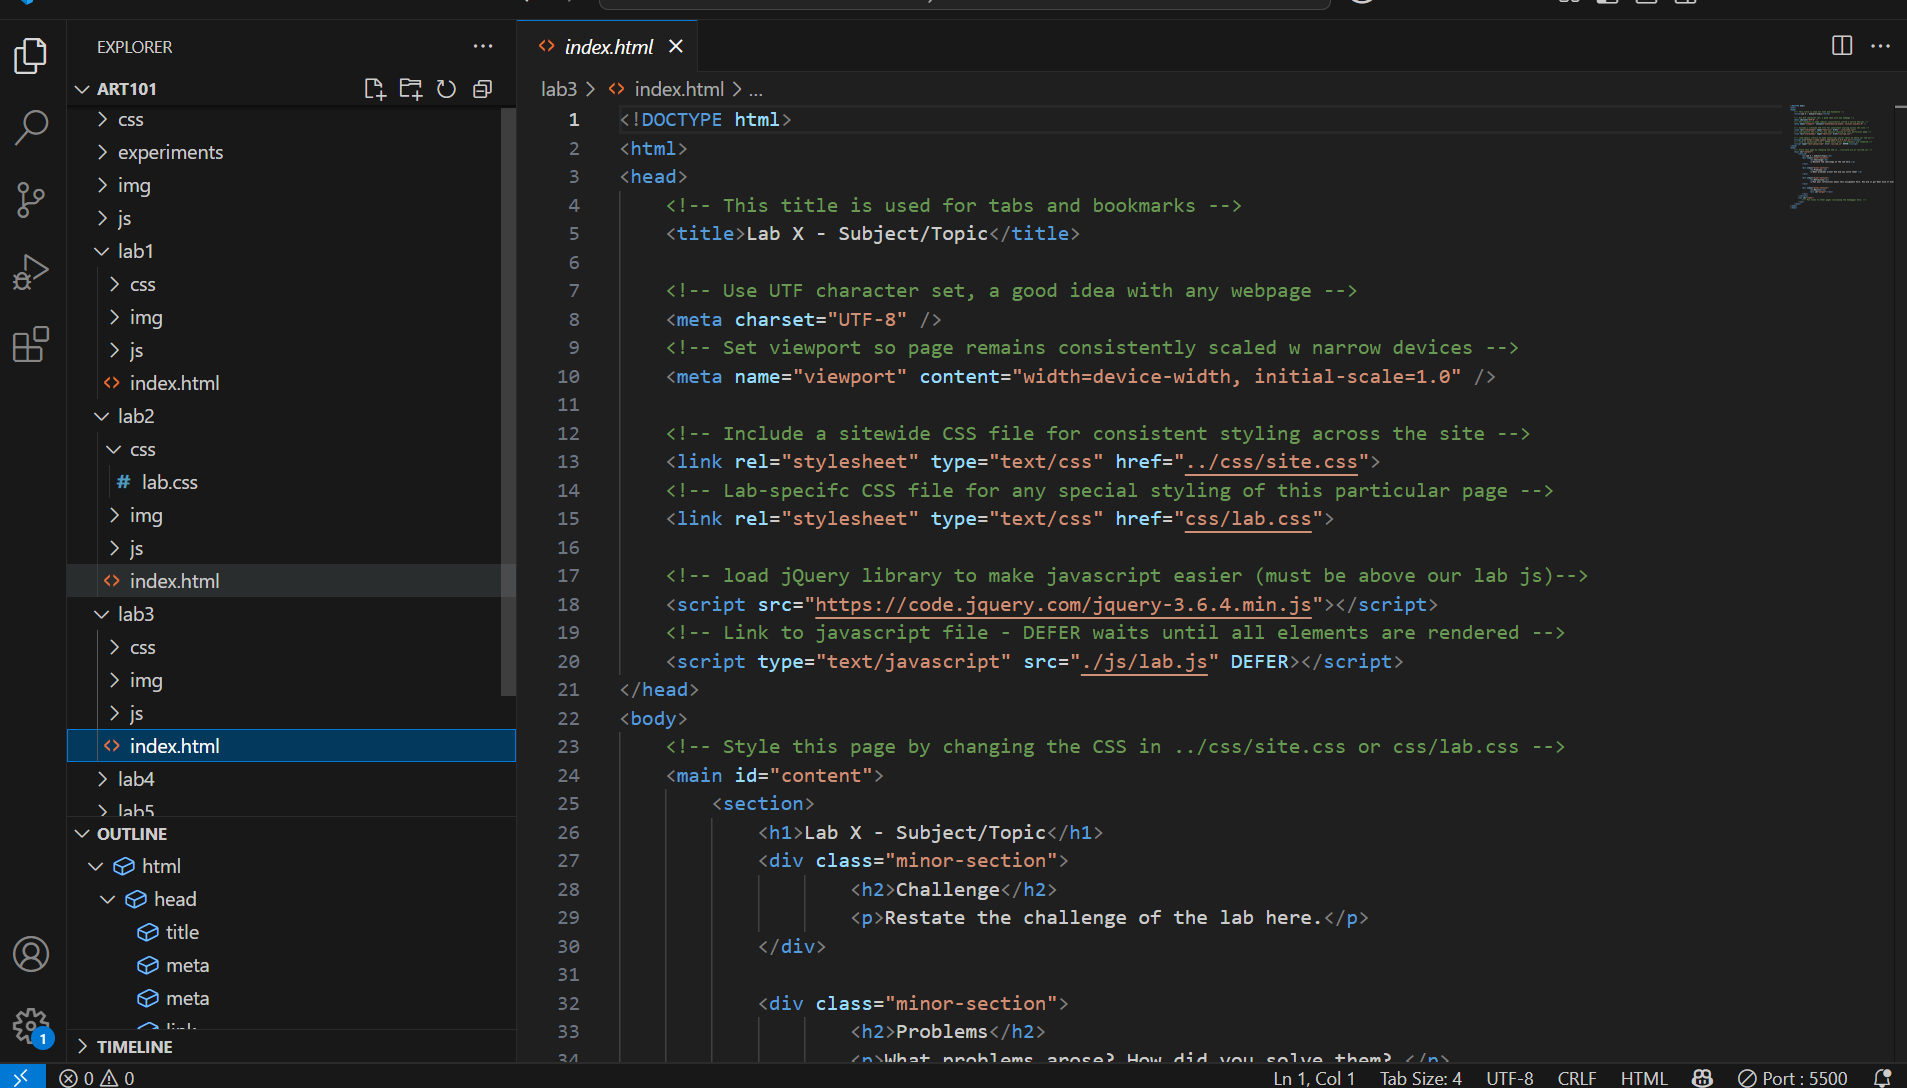 EXPLORER
ART101
css
experiments
img
js
lab1
css
img
js
index.html
lab2
css
# lab.css
img
js
index.html
lab3
css
img
js
index.html
lab4
lab5
OUTLINE
html
head
title
meta
meta
link
TIMELINE
1
index.html
lab3 > index.html > ...
1 <!DOCTYPE html>
2 <html>
3 <head>
4 <!-- This title is used for tabs and bookmarks -->
5 <title>Lab X - Subject/Topic</title>
6
7 <!-- Use UTF character set, a good idea with any webpage -->
8 <meta charset="UTF-8" />
9 <!-- Set viewport so page remains consistently scaled w narrow devices -->
10 <meta name="viewport" content="width=device-width, initial-scale=1.0" />
11
12 <!-- Include a sitewide CSS file for consistent styling across the site -->
13 <link rel="stylesheet" type="text/css" href="../css/site.css">
14 <!-- Lab-specifc CSS file for any special styling of this particular page -->
15 <link rel="stylesheet" type="text/css" href="css/lab.css">
16
17 <!-- load jQuery library to make javascript easier (must be above our lab js)-->
18 <script src="https://code.jquery.com/jquery-3.6.4.min.js"></script>
19 <!-- Link to javascript file - DEFER waits until all elements are rendered -->
20 <script type="text/javascript" src="./js/lab.js" DEFER></script>
21 </head>
22 <body>
23 <!-- Style this page by changing the CSS in ../css/site.css or css/lab.css -->
24 <main id="content">
25 <section>
26 <h1>Lab X - Subject/Topic</h1>
27 <div class="minor-section">
28 <h2>Challenge</h2>
29 <p>Restate the challenge of the lab here.</p>
30 </div>
31
32 <div class="minor-section">
33 <h2>Problems</h2>
34 <p>What problems arose? How did you solve them? </p>
0 0
Ln 1, Col 1 Tab Size: 4 UTF-8 CRLF HTML Port : 5500